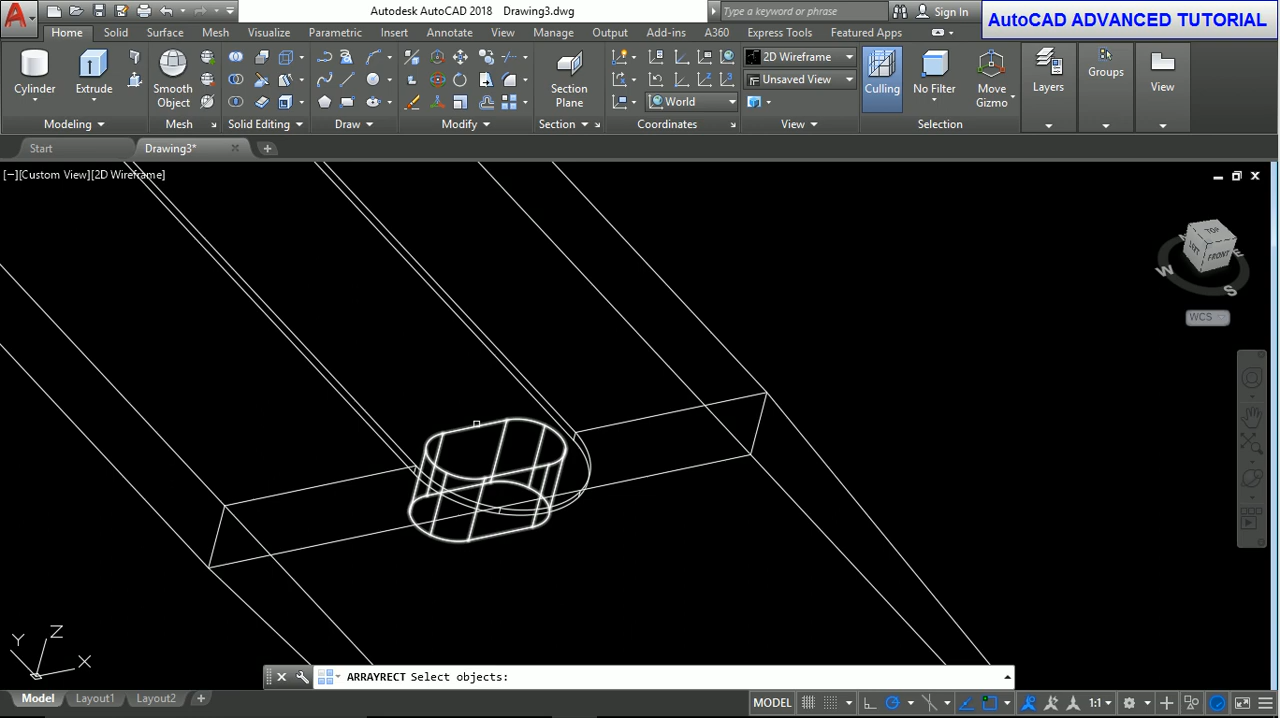 Autodesk AutoCAD 2018 Drawing3.dwg
Type a keyword or phrase
Sign In
AutoCAD ADVANCED TUTORIAL
Home Insert Solid Surface Mesh Visualize Parametric Insert Annotate View Manage Output Add-ins A360 Express Tools Featured Apps
Cylinder
Extrude
Smooth
Object
Section
Plane
2D Wireframe
Unsaved View
World
Culling
No Filter
Move
Gizmo
Layers
Groups
View
Modeling
Mesh
Solid Editing
Draw
Modify
Section
Coordinates
View
Selection
Start
Drawing3*
[−][Custom View][2D Wireframe]
TOP
LEFT
FRONT
W
E
S
WCS
Y
Z
X
ARRAYRECT Select objects:
Model
Layout1
Layout2
MODEL
1:1